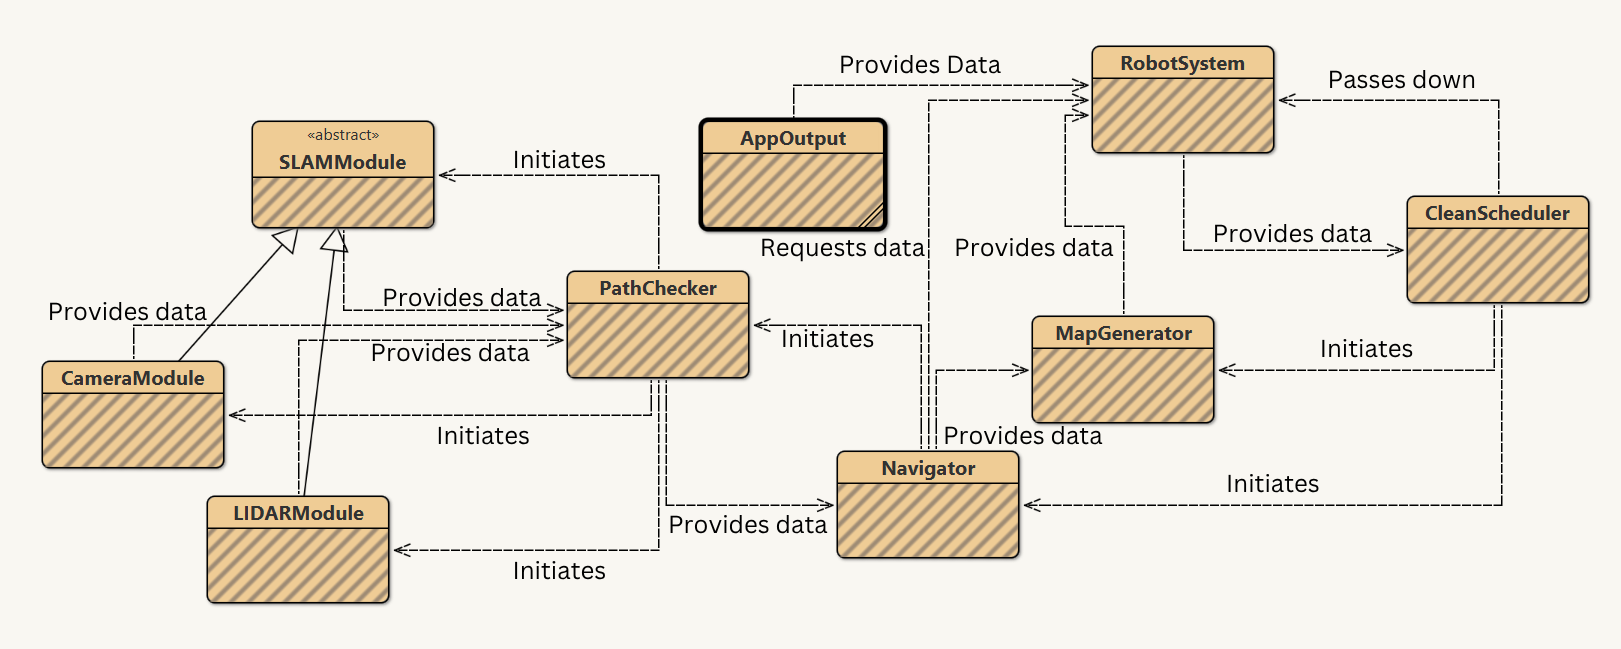 Provides Data
RobotSystem
Passes down
«abstract»
SLAMModule
Initiates
AppOutput
CleanScheduler
Requests data
Provides data
Provides data
PathChecker
Provides data
Provides data
Provides data
Initiates
MapGenerator
Initiates
CameraModule
Initiates
Provides data
Navigator
Initiates
LIDARModule
Provides data
Initiates